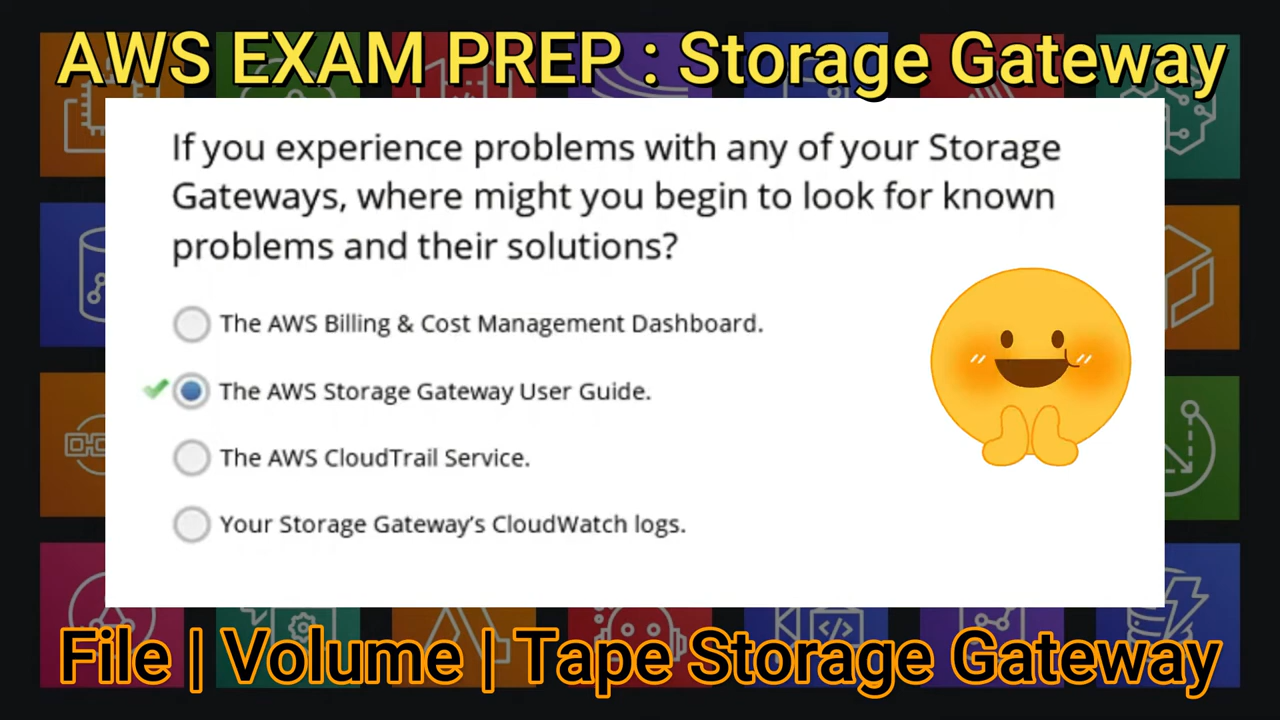 AWS EXAM PREP : Storage Gateway
If you experience problems with any of your Storage
Gateways, where might you begin to look for known
problems and their solutions?
The AWS Billing & Cost Management Dashboard.
The AWS Storage Gateway User Guide.
The AWS CloudTrail Service.
Your Storage Gateway's CloudWatch logs.
File | Volume | Tape Storage Gateway